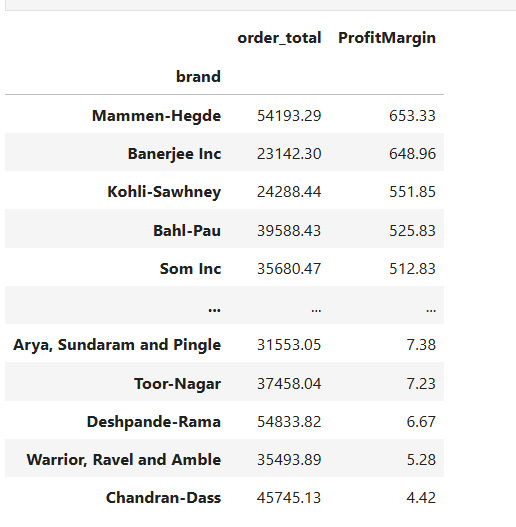 order_total ProfitMargin
brand
Mammen-Hegde 54193.29 653.33
Banerjee Inc 23142.30 648.96
Kohli-Sawhney 24288.44 551.85
Bahl-Pau 39588.43 525.83
Som Inc 35680.47 512.83
... ... ...
Arya, Sundaram and Pingle 31553.05 7.38
Toor-Nagar 37458.04 7.23
Deshpande-Rama 54833.82 6.67
Warrior, Ravel and Amble 35493.89 5.28
Chandran-Dass 45745.13 4.42